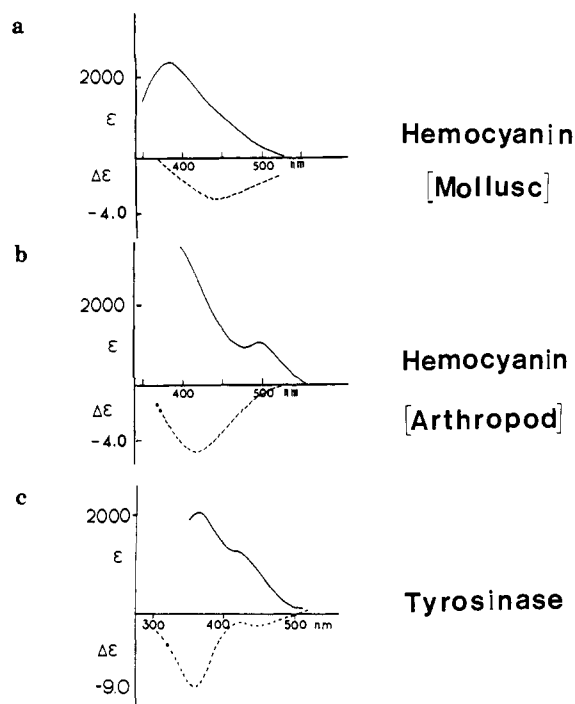 a
2000
ε
400
500
nm
Δε
-4.0
Hemocyanin
[Mollusc]
b
2000
ε
400
500
nm
Δε
-4.0
Hemocyanin
[Arthropod]
c
2000
ε
300
400
500
nm
Δε
-9.0
Tyrosinase